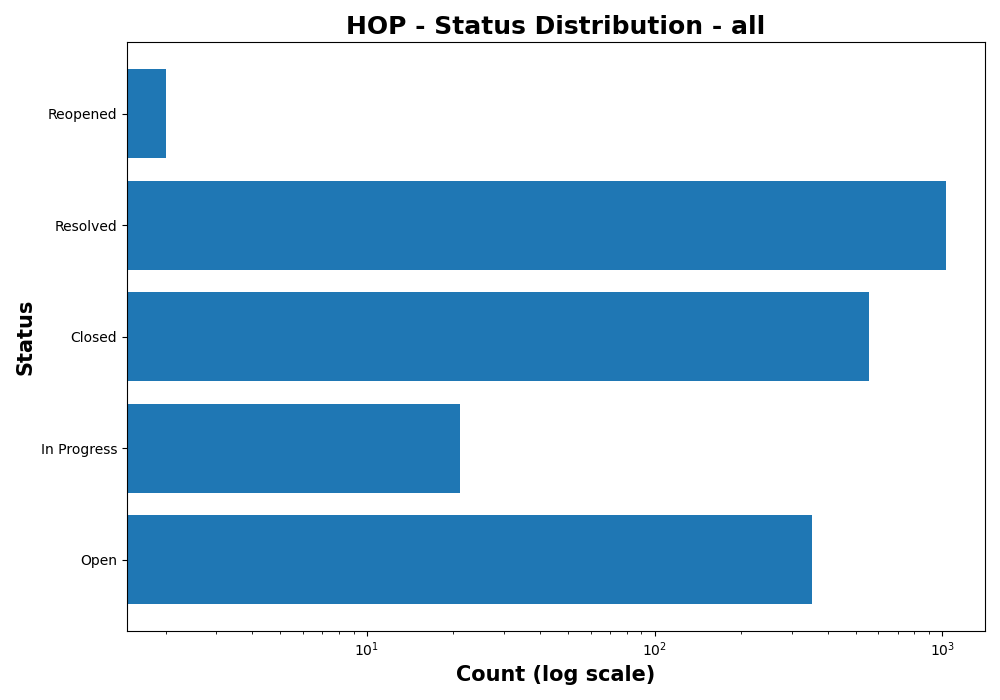 HOP - Status Distribution - all
Reopened
Resolved
Closed
In Progress
Open
Status
10¹
10²
10³
Count (log scale)